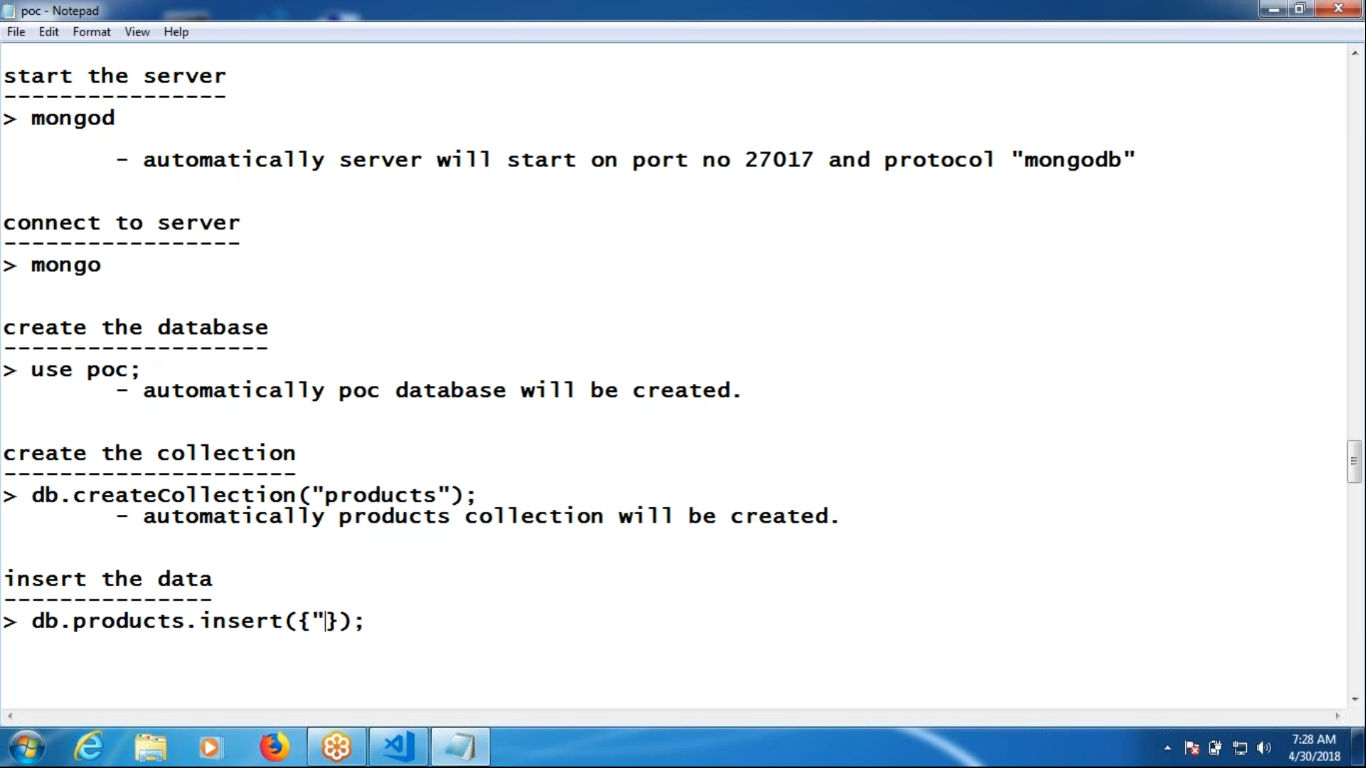 poc - Notepad
File Edit Format View Help
start the server
----------------
> mongod
- automatically server will start on port no 27017 and protocol "mongodb"
connect to server
-----------------
> mongo
create the database
-------------------
> use poc;
- automatically poc database will be created.
create the collection
---------------------
> db.createCollection("products");
- automatically products collection will be created.
insert the data
---------------
> db.products.insert({"});
7:28 AM
4/30/2018